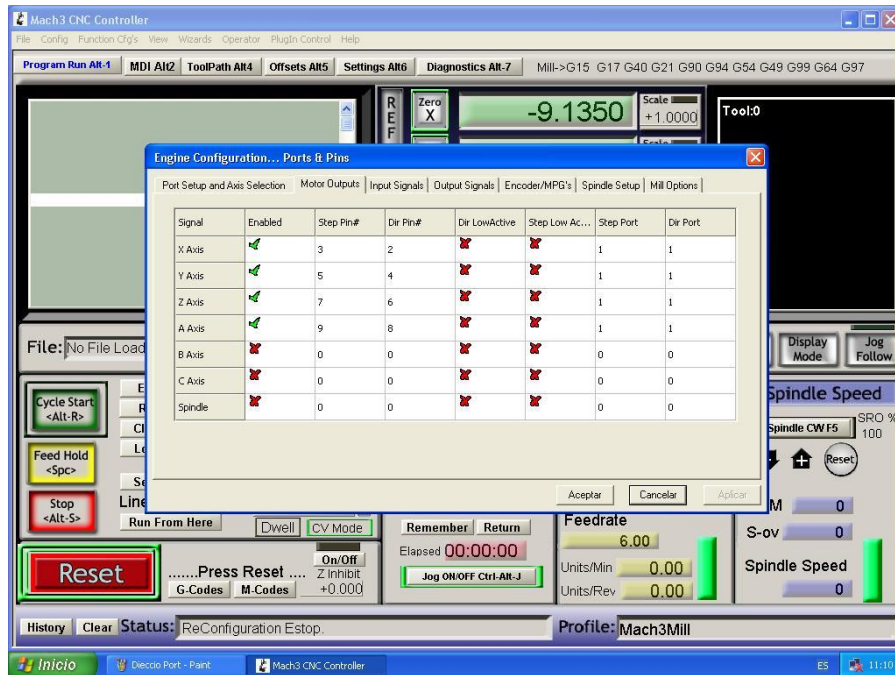 Mach3 CNC Controller
File Config Function Cfg's View Wizards Operator PlugIn Control Help
Program Run Alt-1 MDI Alt2 ToolPath Alt4 Offsets Alt5 Settings Alt6 Diagnostics Alt-7 Mill->G15 G17 G40 G21 G90 G94 G54 G49 G99 G64 G97
REF
Zero X
-9.1350
Scale
+1.0000
Tool:0
Engine Configuration... Ports & Pins
Port Setup and Axis Selection Motor Outputs Input Signals Output Signals Encoder/MPG's Spindle Setup Mill Options
Signal Enabled Step Pin# Dir Pin# Dir LowActive Step Low Ac... Step Port Dir Port
X Axis 3 2 1 1
Y Axis 5 4 1 1
Z Axis 7 6 1 1
A Axis 9 8 1 1
B Axis 0 0 0 0
C Axis 0 0 0 0
Spindle 0 0 0 0
Aceptar Cancelar Aplicar
File: No File Load
Display Mode
Jog Follow
Cycle Start
<Alt-R>
Feed Hold
<Spc>
Stop
<Alt-S>
Line
Run From Here
Dwell CV Mode
Remember Return
Elapsed 00:00:00
Jog ON/OFF Ctrl-Alt-J
Feedrate
6.00
Units/Min 0.00
Units/Rev 0.00
Spindle Speed
Spindle CW F5
SRO %
100
Reset
M 0
S-ov 0
Spindle Speed
0
Reset
.......Press Reset ....
G-Codes M-Codes
On/Off
Z Inhibit
+0.000
History Clear Status: ReConfiguration Estop. Profile: Mach3Mill
Inicio Dieccio Port - Paint Mach3 CNC Controller ES 11:10